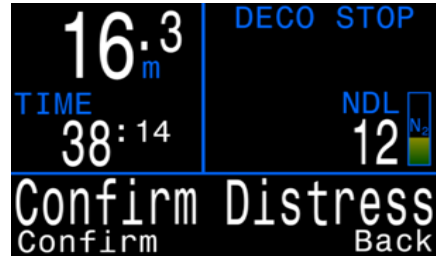 16.3 DECO STOP
m
TIME NDL
38:14 12 N2
Confirm Distress
Confirm Back